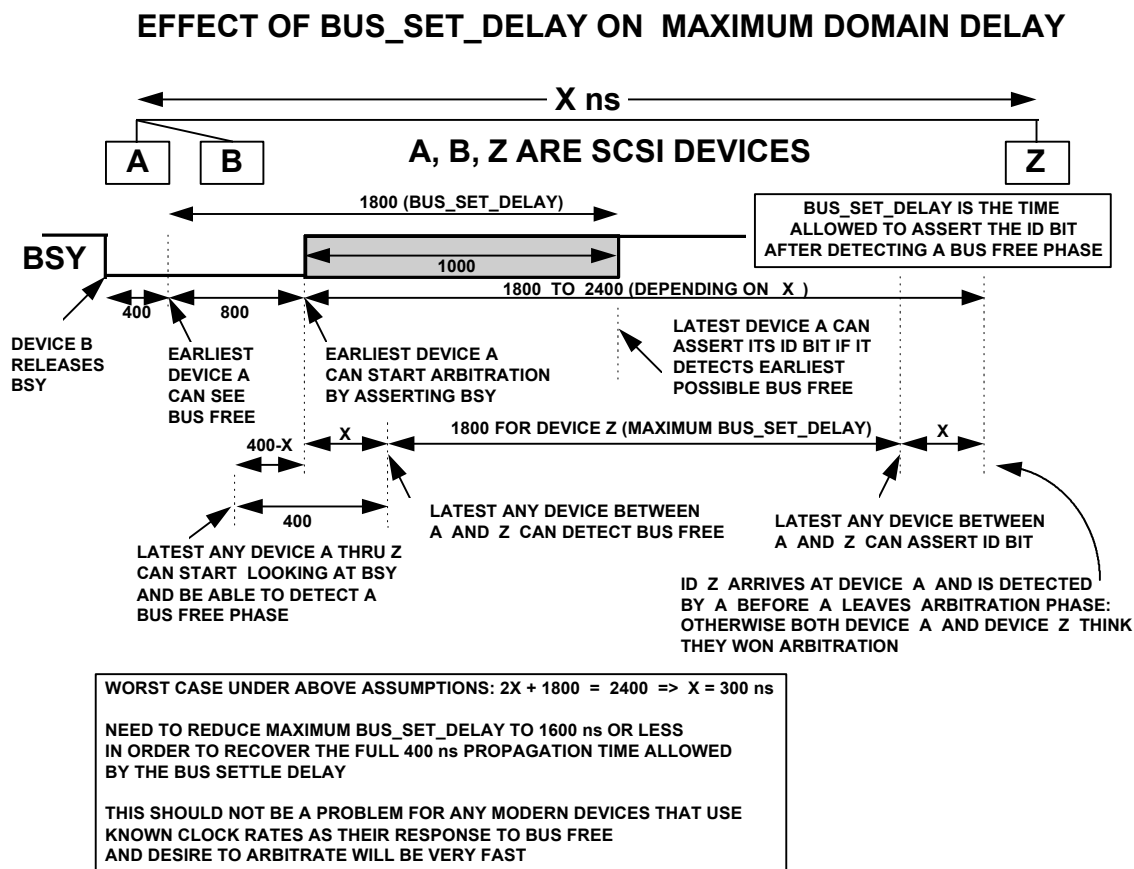 EFFECT OF BUS_SET_DELAY ON MAXIMUM DOMAIN DELAY
X ns
A
B
A, B, Z ARE SCSI DEVICES
Z
1800 (BUS_SET_DELAY)
BUS_SET_DELAY IS THE TIME
ALLOWED TO ASSERT THE ID BIT
AFTER DETECTING A BUS FREE PHASE
BSY
1000
400
800
1800 TO 2400 (DEPENDING ON X )
DEVICE B
RELEASES
BSY
EARLIEST
DEVICE A
CAN SEE
BUS FREE
EARLIEST DEVICE A
CAN START ARBITRATION
BY ASSERTING BSY
LATEST DEVICE A CAN
ASSERT ITS ID BIT IF IT
DETECTS EARLIEST
POSSIBLE BUS FREE
400-X
X
1800 FOR DEVICE Z (MAXIMUM BUS_SET_DELAY)
X
400
LATEST ANY DEVICE A THRU Z
CAN START LOOKING AT BSY
AND BE ABLE TO DETECT A
BUS FREE PHASE
LATEST ANY DEVICE BETWEEN
A AND Z CAN DETECT BUS FREE
LATEST ANY DEVICE BETWEEN
A AND Z CAN ASSERT ID BIT
ID Z ARRIVES AT DEVICE A AND IS DETECTED
BY A BEFORE A LEAVES ARBITRATION PHASE:
OTHERWISE BOTH DEVICE A AND DEVICE Z THINK
THEY WON ARBITRATION
WORST CASE UNDER ABOVE ASSUMPTIONS: 2X + 1800 = 2400 => X = 300 ns
NEED TO REDUCE MAXIMUM BUS_SET_DELAY TO 1600 ns OR LESS
IN ORDER TO RECOVER THE FULL 400 ns PROPAGATION TIME ALLOWED
BY THE BUS SETTLE DELAY
THIS SHOULD NOT BE A PROBLEM FOR ANY MODERN DEVICES THAT USE
KNOWN CLOCK RATES AS THEIR RESPONSE TO BUS FREE
AND DESIRE TO ARBITRATE WILL BE VERY FAST